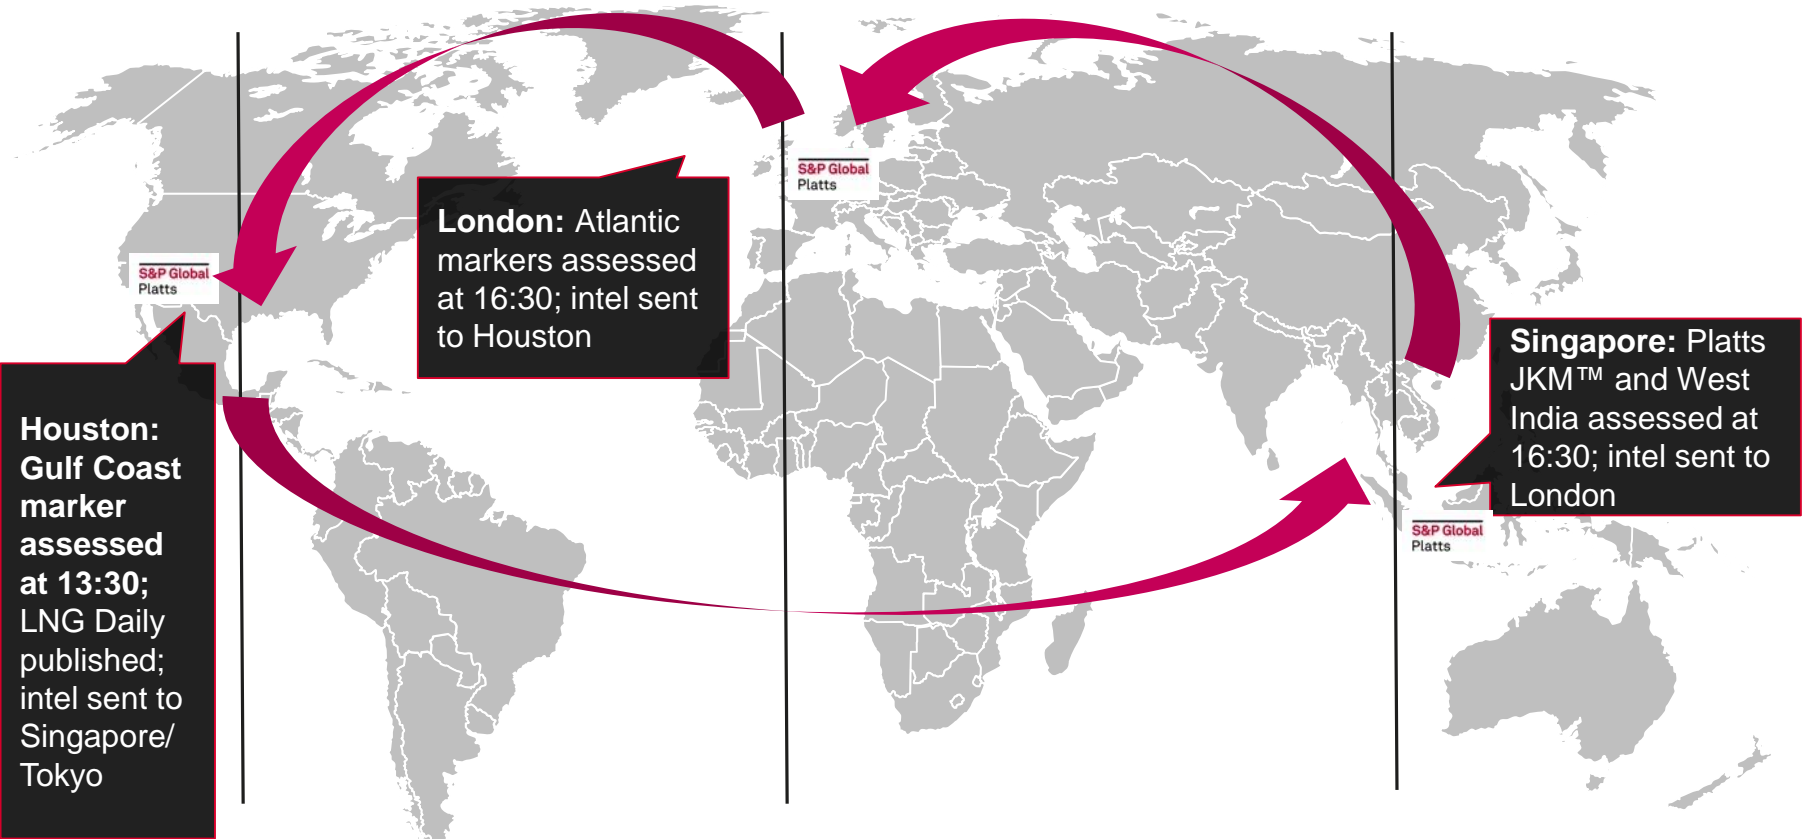 S&P Global
Platts
London: Atlantic
markers assessed
at 16:30; intel sent
to Houston
S&P Global
Platts
Houston:
Gulf Coast
marker
assessed
at 13:30;
LNG Daily
published;
intel sent to
Singapore/
Tokyo
Singapore: Platts
JKM™ and West
India assessed at
16:30; intel sent to
London
S&P Global
Platts